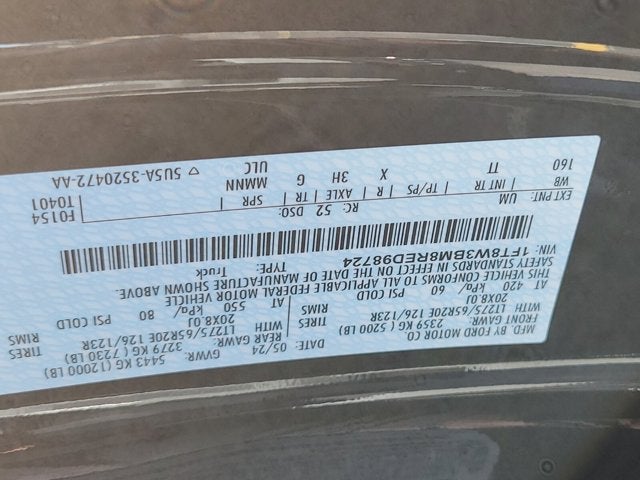 MFD. BY FORD MOTOR CO
DATE: 05/24 GVWR: 5443 KG (12000 LB)
FRONT GAWR: 2359 KG (5200 LB) REAR GAWR: 3279 KG (7230 LB)
WITH LT275/65R20E 126/123R TIRES WITH LT275/65R20E 126/123R TIRES
20X8.0J RIMS 20X8.0J RIMS
AT 420 kPa/ 60 PSI COLD AT 550 kPa/ 80 PSI COLD
THIS VEHICLE CONFORMS TO ALL APPLICABLE FEDERAL MOTOR VEHICLE
SAFETY STANDARDS IN EFFECT ON THE DATE OF MANUFACTURE SHOWN ABOVE.
VIN: 1FT8W3BM8RED98724 TYPE: Truck
F0154
T0401
EXT PNT: UM RC: 52 DSO:
WB INT TR TP/PS R AXLE TR SPR
160 TT X 3H G MMNN
ULC
5U5A-3520472-AA